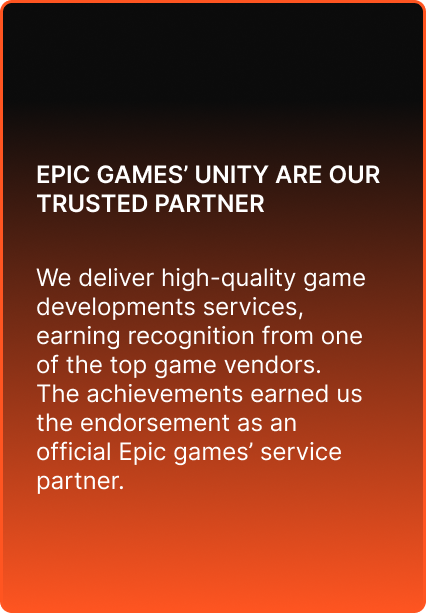 EPIC GAMES’ UNITY ARE OUR
TRUSTED PARTNER
We deliver high-quality game
developments services,
earning recognition from one
of the top game vendors.
The achievements earned us
the endorsement as an
official Epic games’ service
partner.